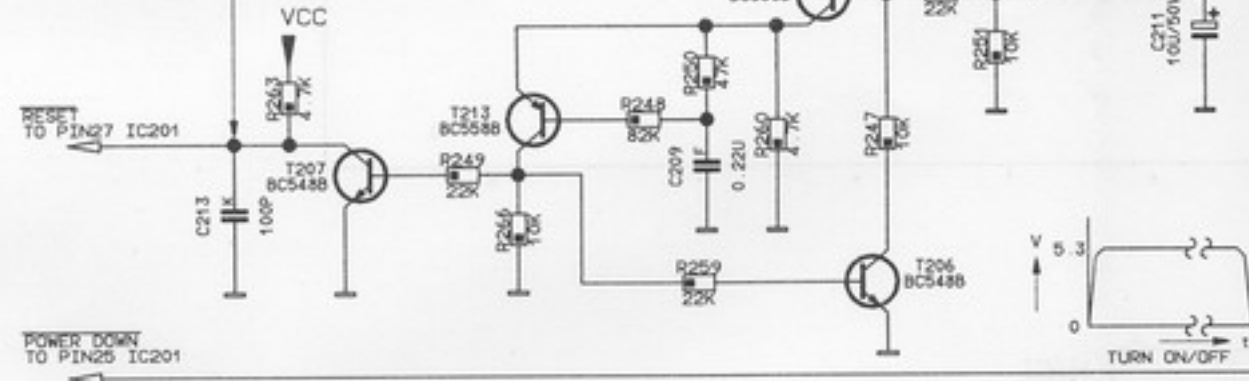 VCC
R263
4.7K
RESET
TO PIN27 IC201
T207
BC548B
C213
K
100P
R249
22K
R266
10K
T213
BC558B
R248
82K
R250
47K
C209
F
0.22U
R260
4.7K
R247
10K
R259
22K
T206
BC548B
22K
R251
10K
C211
10U/50V
+
V
5.3
0
t
TURN ON/OFF
POWER DOWN
TO PIN25 IC201